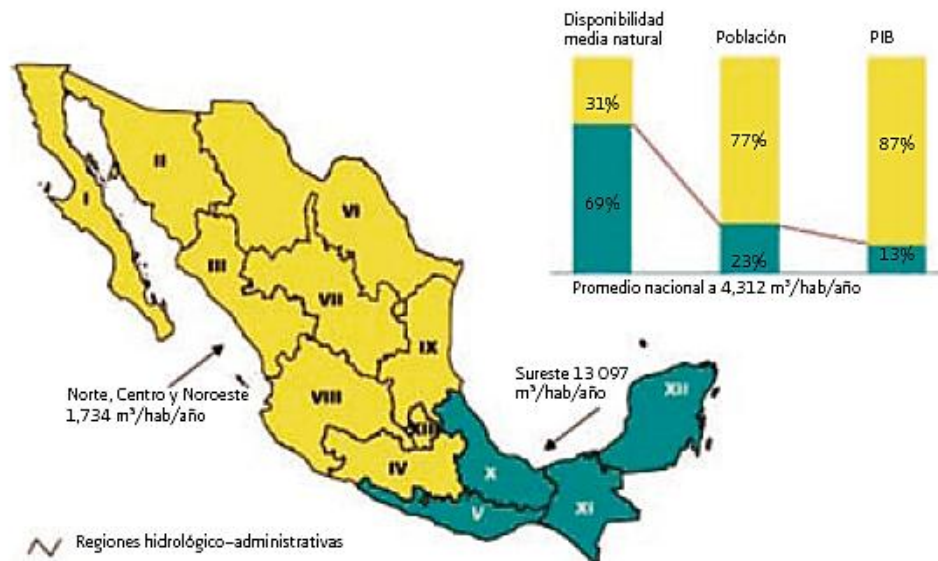 Disponibilidad
media natural
Población
PIB
31%
77%
87%
69%
23%
13%
Promedio nacional a 4,312 m³/hab/año
I
II
III
VI
VII
IX
VIII
XIII
IV
X
V
XI
XII
Norte, Centro y Noroeste
1,734 m³/hab/año
Sureste 13 097
m³/hab/año
Regiones hidrológico-administrativas